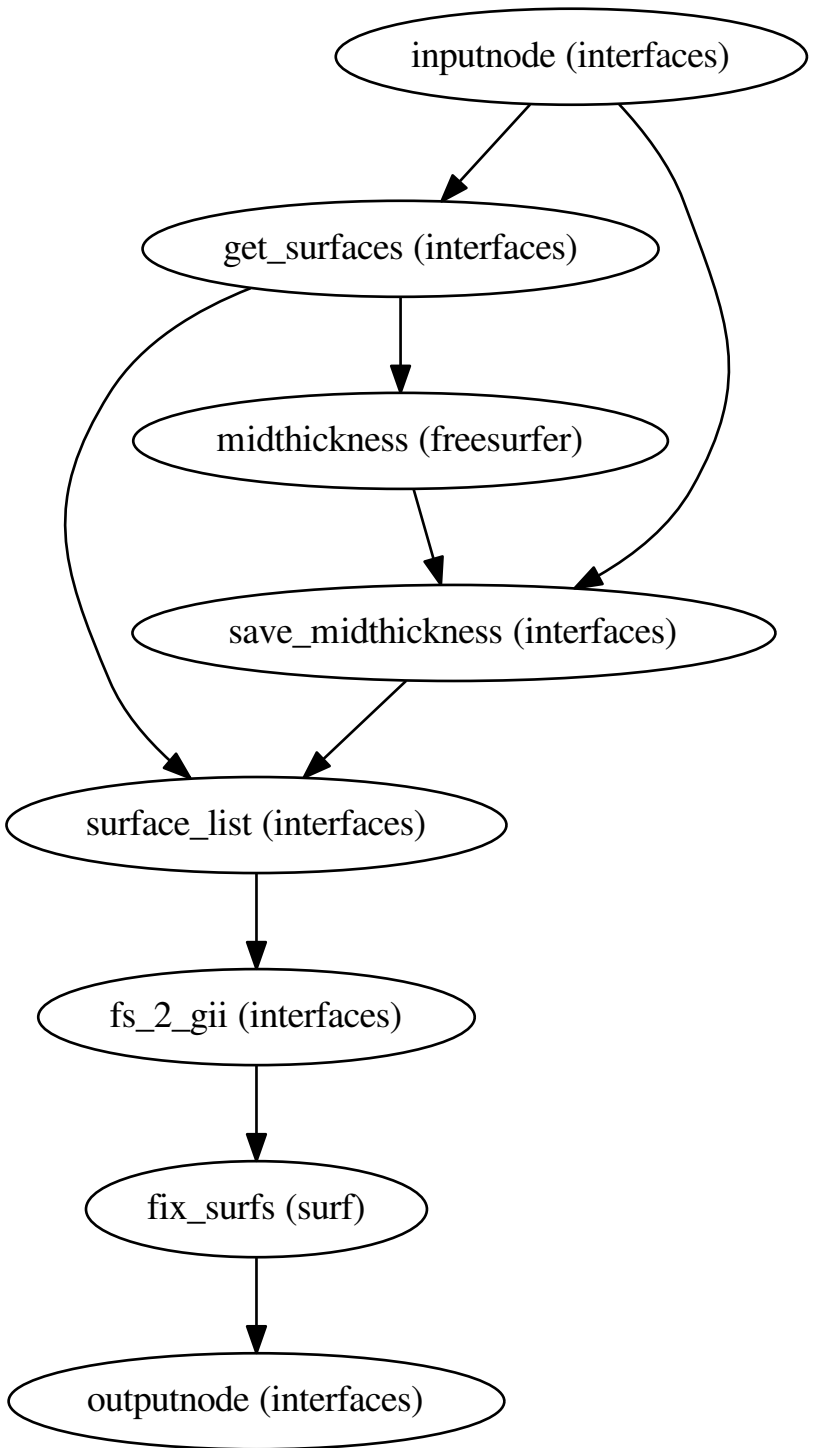 inputnode (interfaces)
get_surfaces (interfaces)
midthickness (freesurfer)
save_midthickness (interfaces)
surface_list (interfaces)
fs_2_gii (interfaces)
fix_surfs (surf)
outputnode (interfaces)